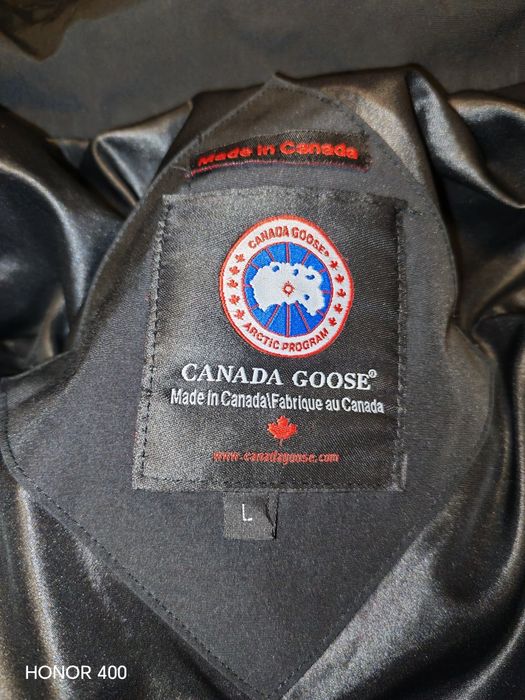 Made in Canada
CANADA GOOSE®
ARCTIC PROGRAM
CANADA GOOSE®
Made in Canada\Fabrique au Canada
www.canadagoose.com
L
HONOR 400